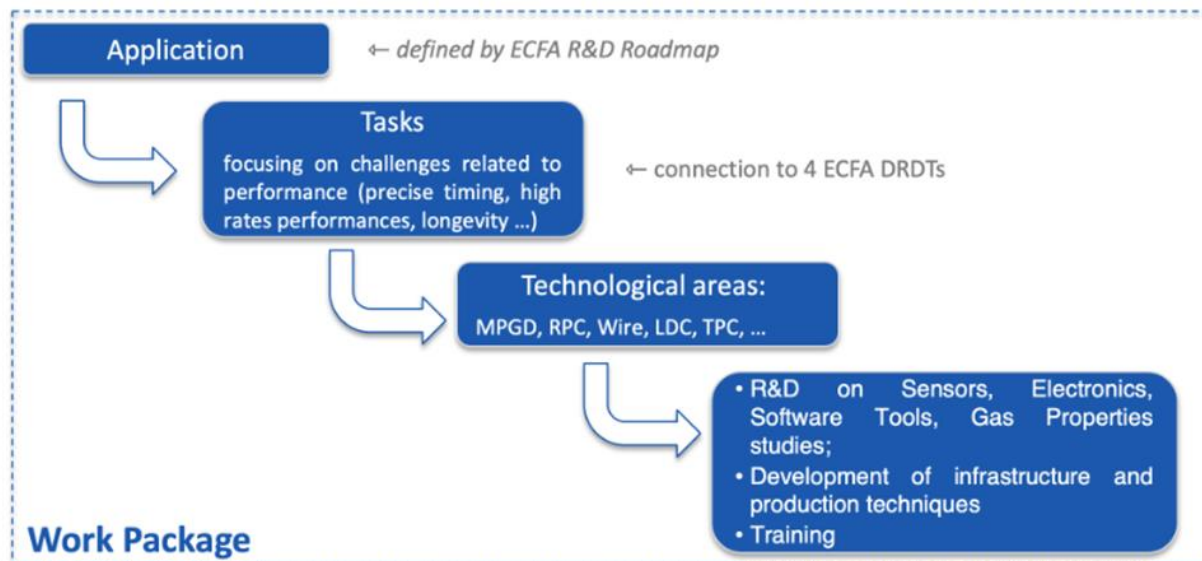 Application
⇐ defined by ECFA R&D Roadmap
Tasks
focusing on challenges related to
performance (precise timing, high
rates performances, longevity ...)
⇐ connection to 4 ECFA DRDTs
Technological areas:
MPGD, RPC, Wire, LDC, TPC, ...
• R&D on Sensors, Electronics,
Software Tools, Gas Properties
studies;
• Development of infrastructure and
production techniques
• Training
Work Package